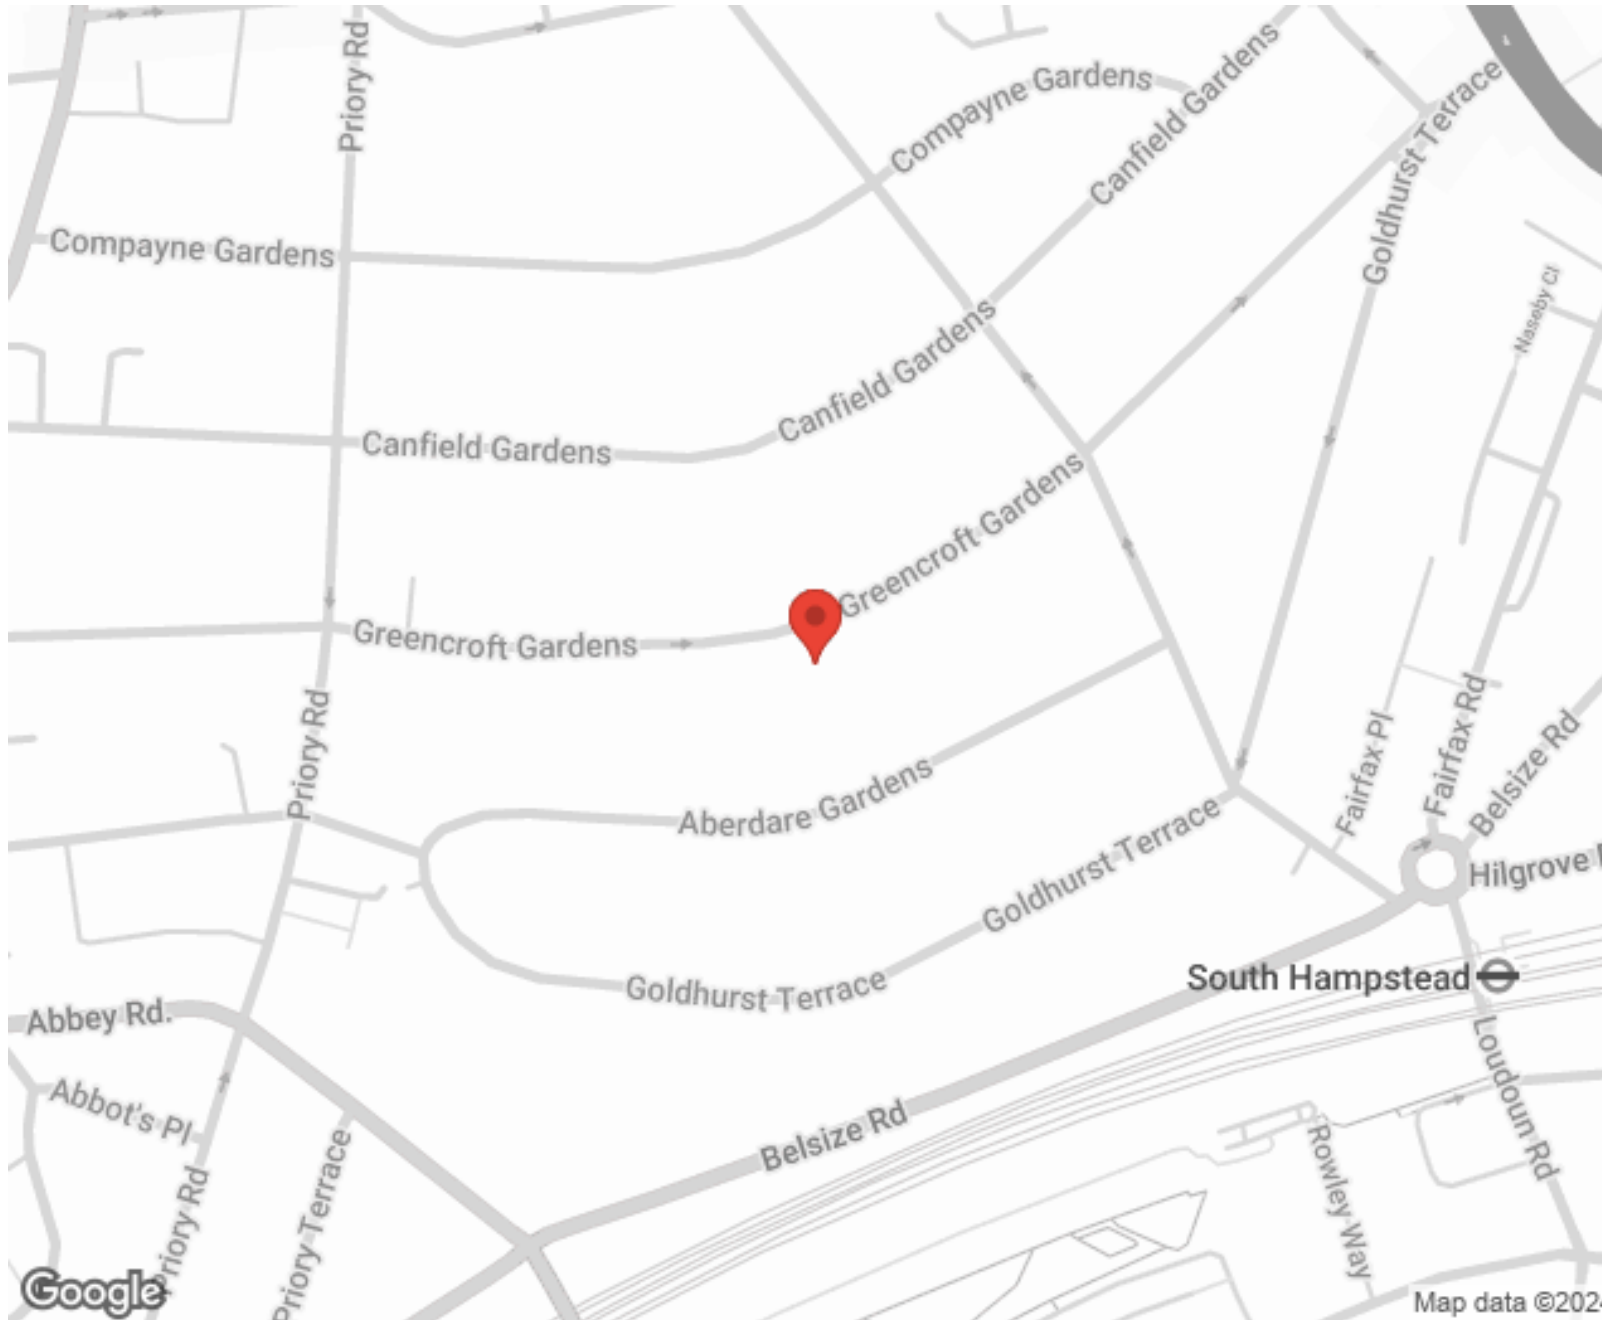 Priory Rd
Compayne Gardens
Canfield Gardens
Goldhurst Terrace
Compayne Gardens
Naseby Cl
Canfield Gardens
Canfield Gardens
Greencroft Gardens
Greencroft Gardens
Priory Rd
Aberdare Gardens
Fairfax Pl
Fairfax Rd
Belsize Rd
Goldhurst Terrace
Hilgrove
Goldhurst Terrace
South Hampstead
Abbey Rd.
Abbot's Pl
Loudoun Rd
Belsize Rd
Priory Rd
Priory Terrace
Rowley Way
Google
Map data ©2024